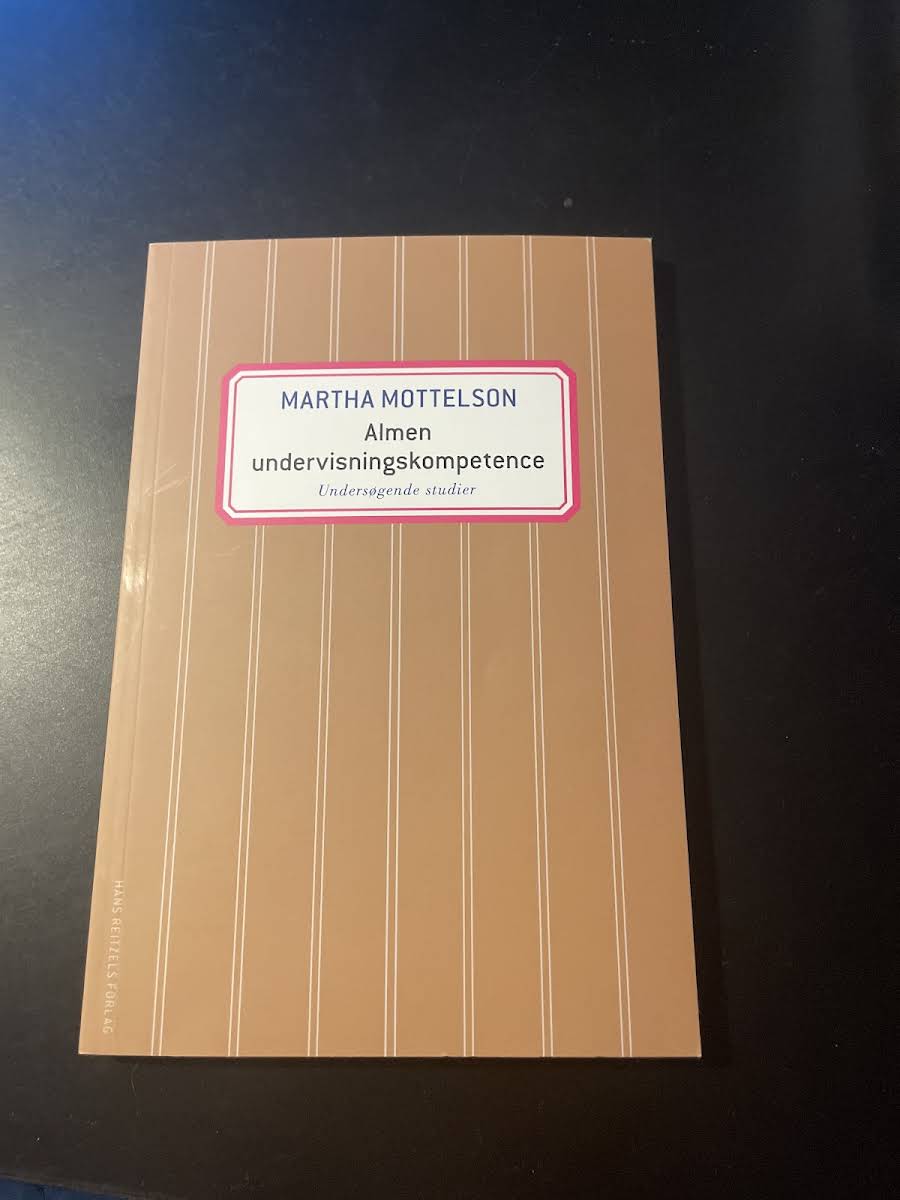 MARTHA MOTTELSON
Almen
undervisningskompetence
Undersøgende studier
HANS REITZELS FORLAG